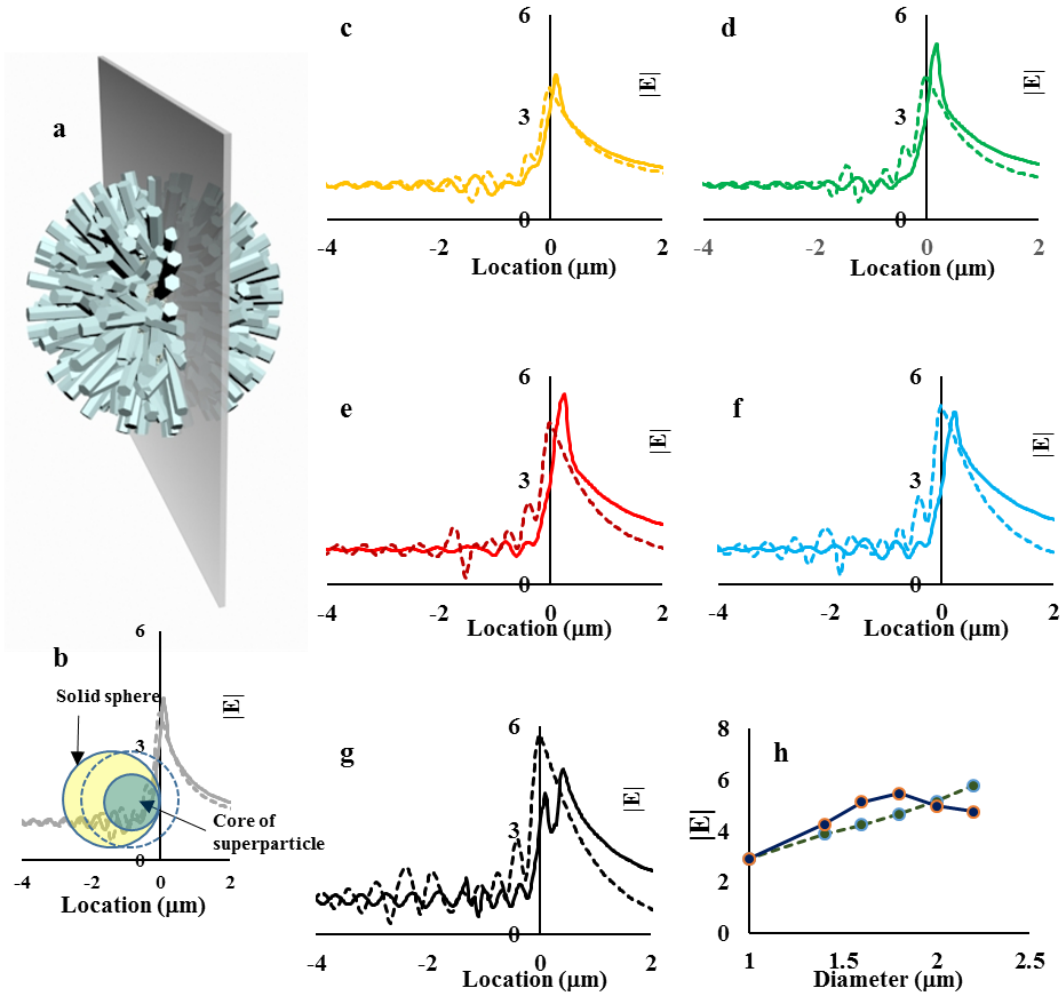 a
b
6
Solid sphere
|E|
3
Core of
superparticle
0
-4
-2
0
2
Location (µm)
c
6
|E|
3
0
-4
-2
0
2
Location (µm)
d
6
|E|
3
0
-4
-2
0
2
Location (µm)
e
6
|E|
3
0
-4
-2
0
2
Location (µm)
f
6
|E|
3
0
-4
-2
0
2
Location (µm)
g
6
|E|
3
0
-4
-2
0
2
Location (µm)
h
8
6
|E|
4
2
0
1
1.5
2
2.5
Diameter (µm)